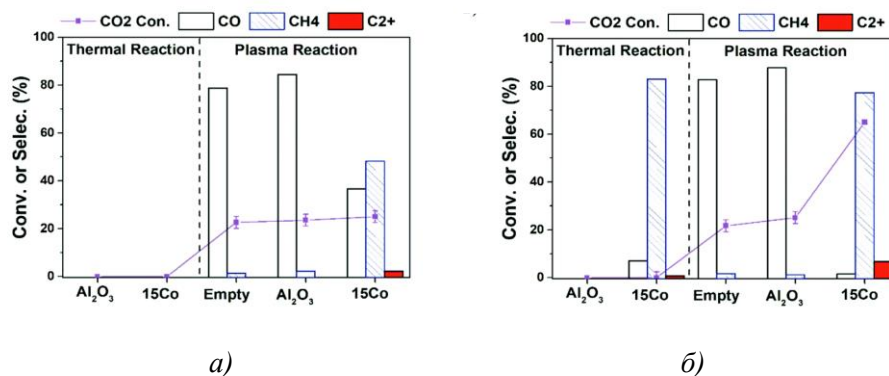 CO2 Con. CO CH4 C2+
Thermal Reaction Plasma Reaction
Conv. or Selec. (%)
100
80
60
40
20
0
Al₂O₃ 15Co Empty Al₂O₃ 15Co
а)
CO2 Con. CO CH4 C2+
Thermal Reaction Plasma Reaction
Conv. or Selec. (%)
100
80
60
40
20
0
Al₂O₃ 15Co Empty Al₂O₃ 15Co
б)